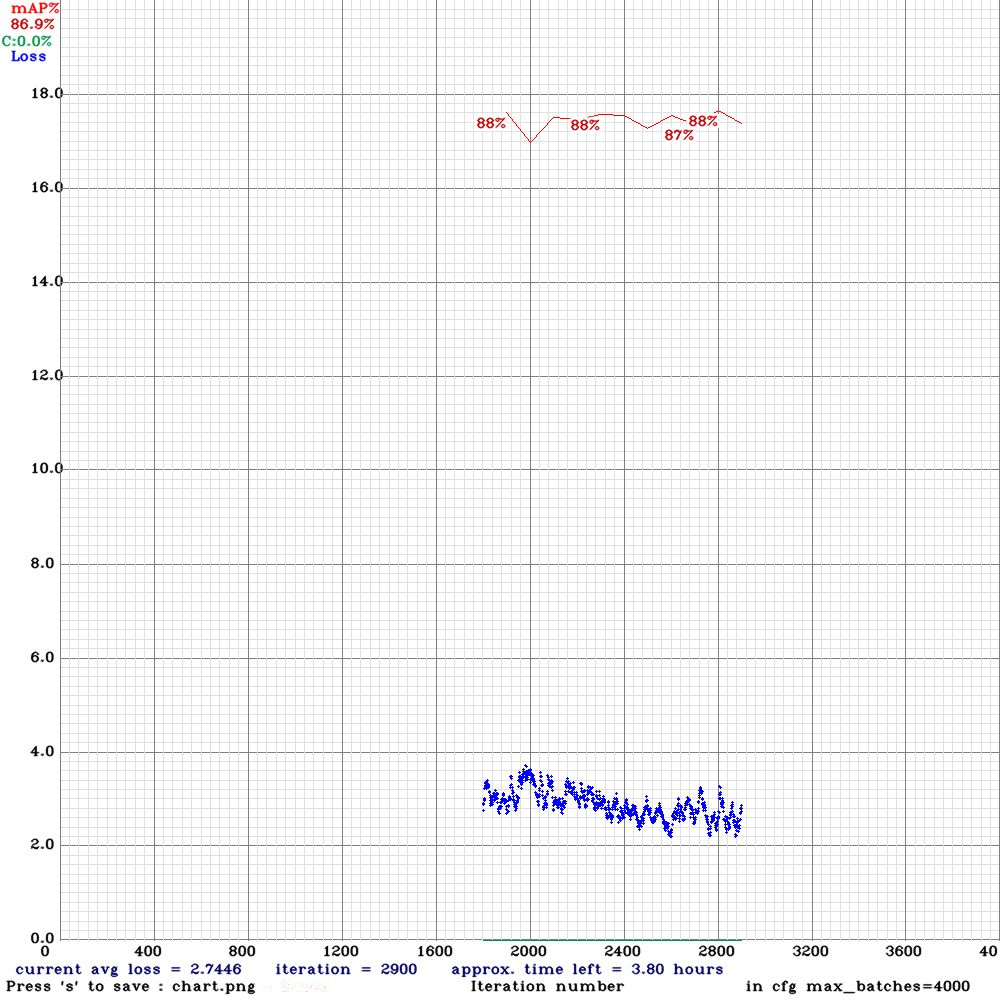 mAP%
86.9%
C:0.0%
Loss
18.0
88% 88% 87% 88%
16.0
14.0
12.0
10.0
8.0
6.0
4.0
2.0
0.0
0 400 800 1200 1600 2000 2400 2800 3200 3600 40
current avg loss = 2.7446 iteration = 2900 approx. time left = 3.80 hours
Press 's' to save : chart.png Iteration number in cfg max_batches=4000